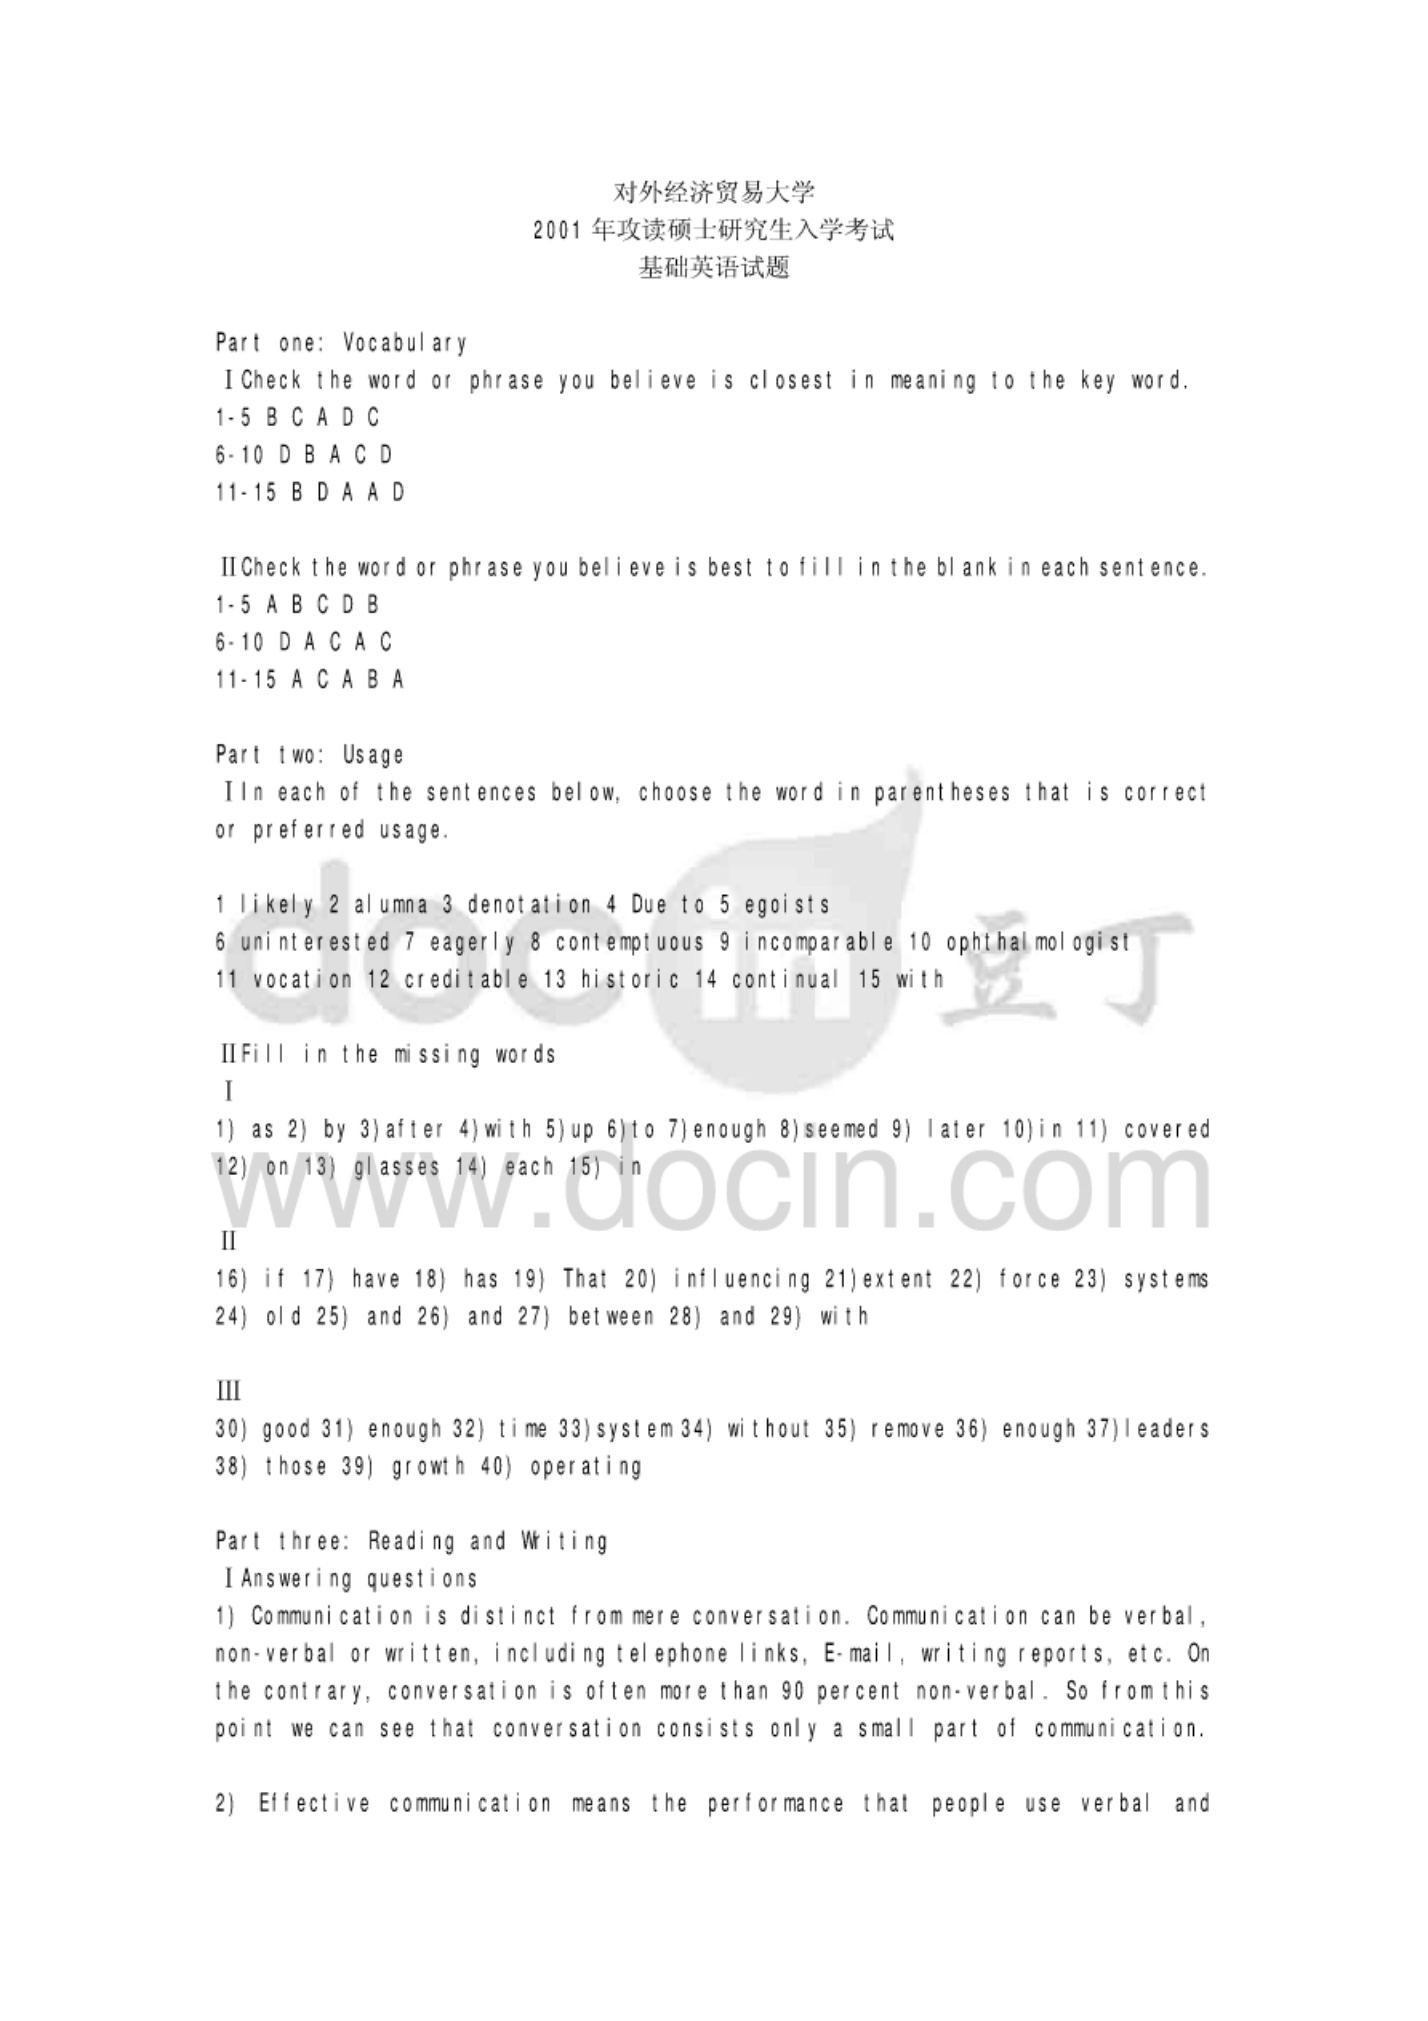 对外经济贸易大学
2001 年攻读硕士研究生入学考试
基础英语试题
Part one: Vocabulary
ⅠCheck the word or phrase you believe is closest in meaning to the key word.
1-5 B C A D C
6-10 D B A C D
11-15 B D A A D
ⅡCheck the word or phrase you believe is best to fill in the blank in each sentence.
1-5 A B C D B
6-10 D A C A C
11-15 A C A B A
Part two: Usage
ⅠIn each of the sentences below, choose the word in parentheses that is correct
or preferred usage.
1 likely 2 alumna 3 denotation 4 Due to 5 egoists
6 uninterested 7 eagerly 8 contemptuous 9 incomparable 10 ophthalmologist
11 vocation 12 creditable 13 historic 14 continual 15 with
docin 豆丁
ⅡFill in the missing words
Ⅰ
1) as 2) by 3)after 4)with 5)up 6)to 7)enough 8)seemed 9) later 10)in 11) covered
12) on 13) glasses 14) each 15) in
www.docin.com
Ⅱ
16) if 17) have 18) has 19) That 20) influencing 21)extent 22) force 23) systems
24) old 25) and 26) and 27) between 28) and 29) with
Ⅲ
30) good 31) enough 32) time 33)system 34) without 35) remove 36) enough 37)leaders
38) those 39) growth 40) operating
Part three: Reading and Writing
ⅠAnswering questions
1) Communication is distinct from mere conversation. Communication can be verbal,
non-verbal or written, including telephone links, E-mail, writing reports, etc. On
the contrary, conversation is often more than 90 percent non-verbal. So from this
point we can see that conversation consists only a small part of communication.
2) Effective communication means the performance that people use verbal and